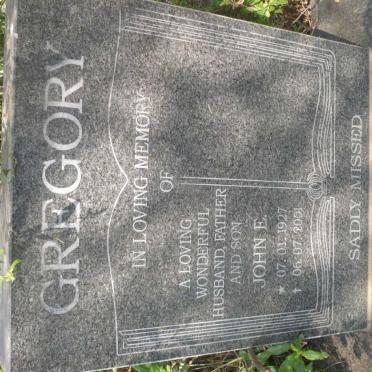 GREGORY
IN LOVING MEMORY
OF
A LOVING
WONDERFUL
HUSBAND, FATHER
AND SON
JOHN E.
* 07.01.1927
✝ 06.07.2001
SADLY MISSED